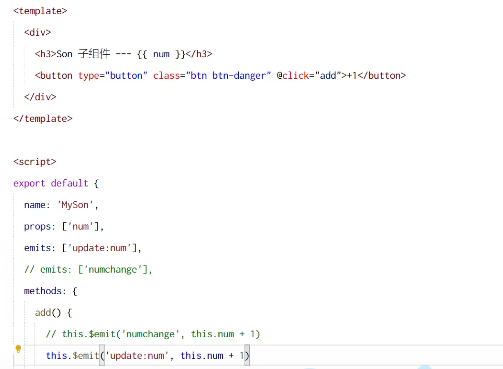 <template>
<div>
<h3>Son 子组件 --- {{ num }}</h3>
<button type="button" class="btn btn-danger" @click="add">+1</button>
</div>
</template>
<script>
export default {
name: 'MySon',
props: ['num'],
emits: ['update:num'],
// emits: ['numchange'],
methods: {
add() {
// this.$emit('numchange', this.num + 1)
this.$emit('update:num', this.num + 1)